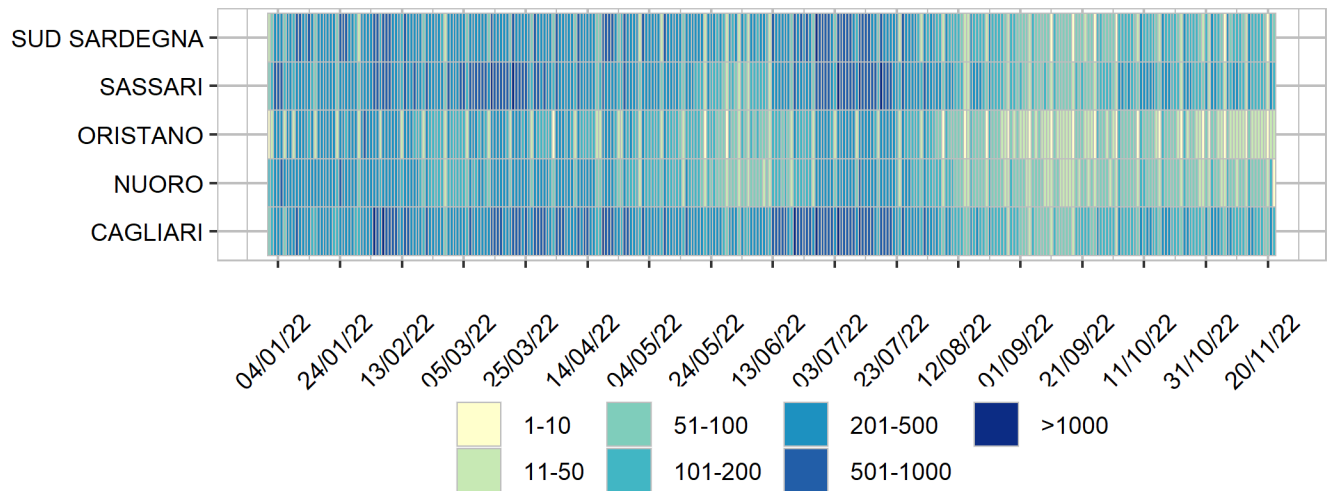 SUD SARDEGNA
SASSARI
ORISTANO
NUORO
CAGLIARI
04/01/22 24/01/22 13/02/22 05/03/22 25/03/22 14/04/22 04/05/22 24/05/22 13/06/22 03/07/22 23/07/22 12/08/22 01/09/22 21/09/22 11/10/22 31/10/22 20/11/22
1-10 51-100 201-500 >1000
11-50 101-200 501-1000